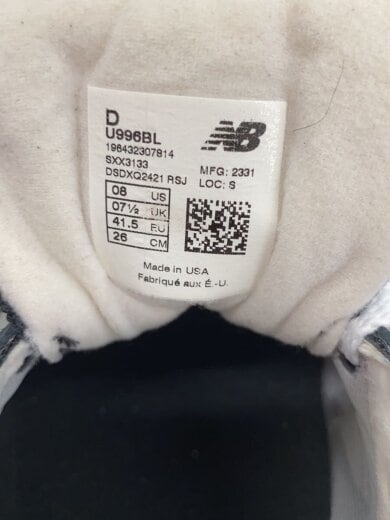 D
U996BL
NB
196432307814
SXX3133
MFG: 2331
DSDXQ2421 RSJ
LOC: S
08 US
07½ UK
41.5 EU
26 CM
Made in USA
Fabriqué aux É.-U.